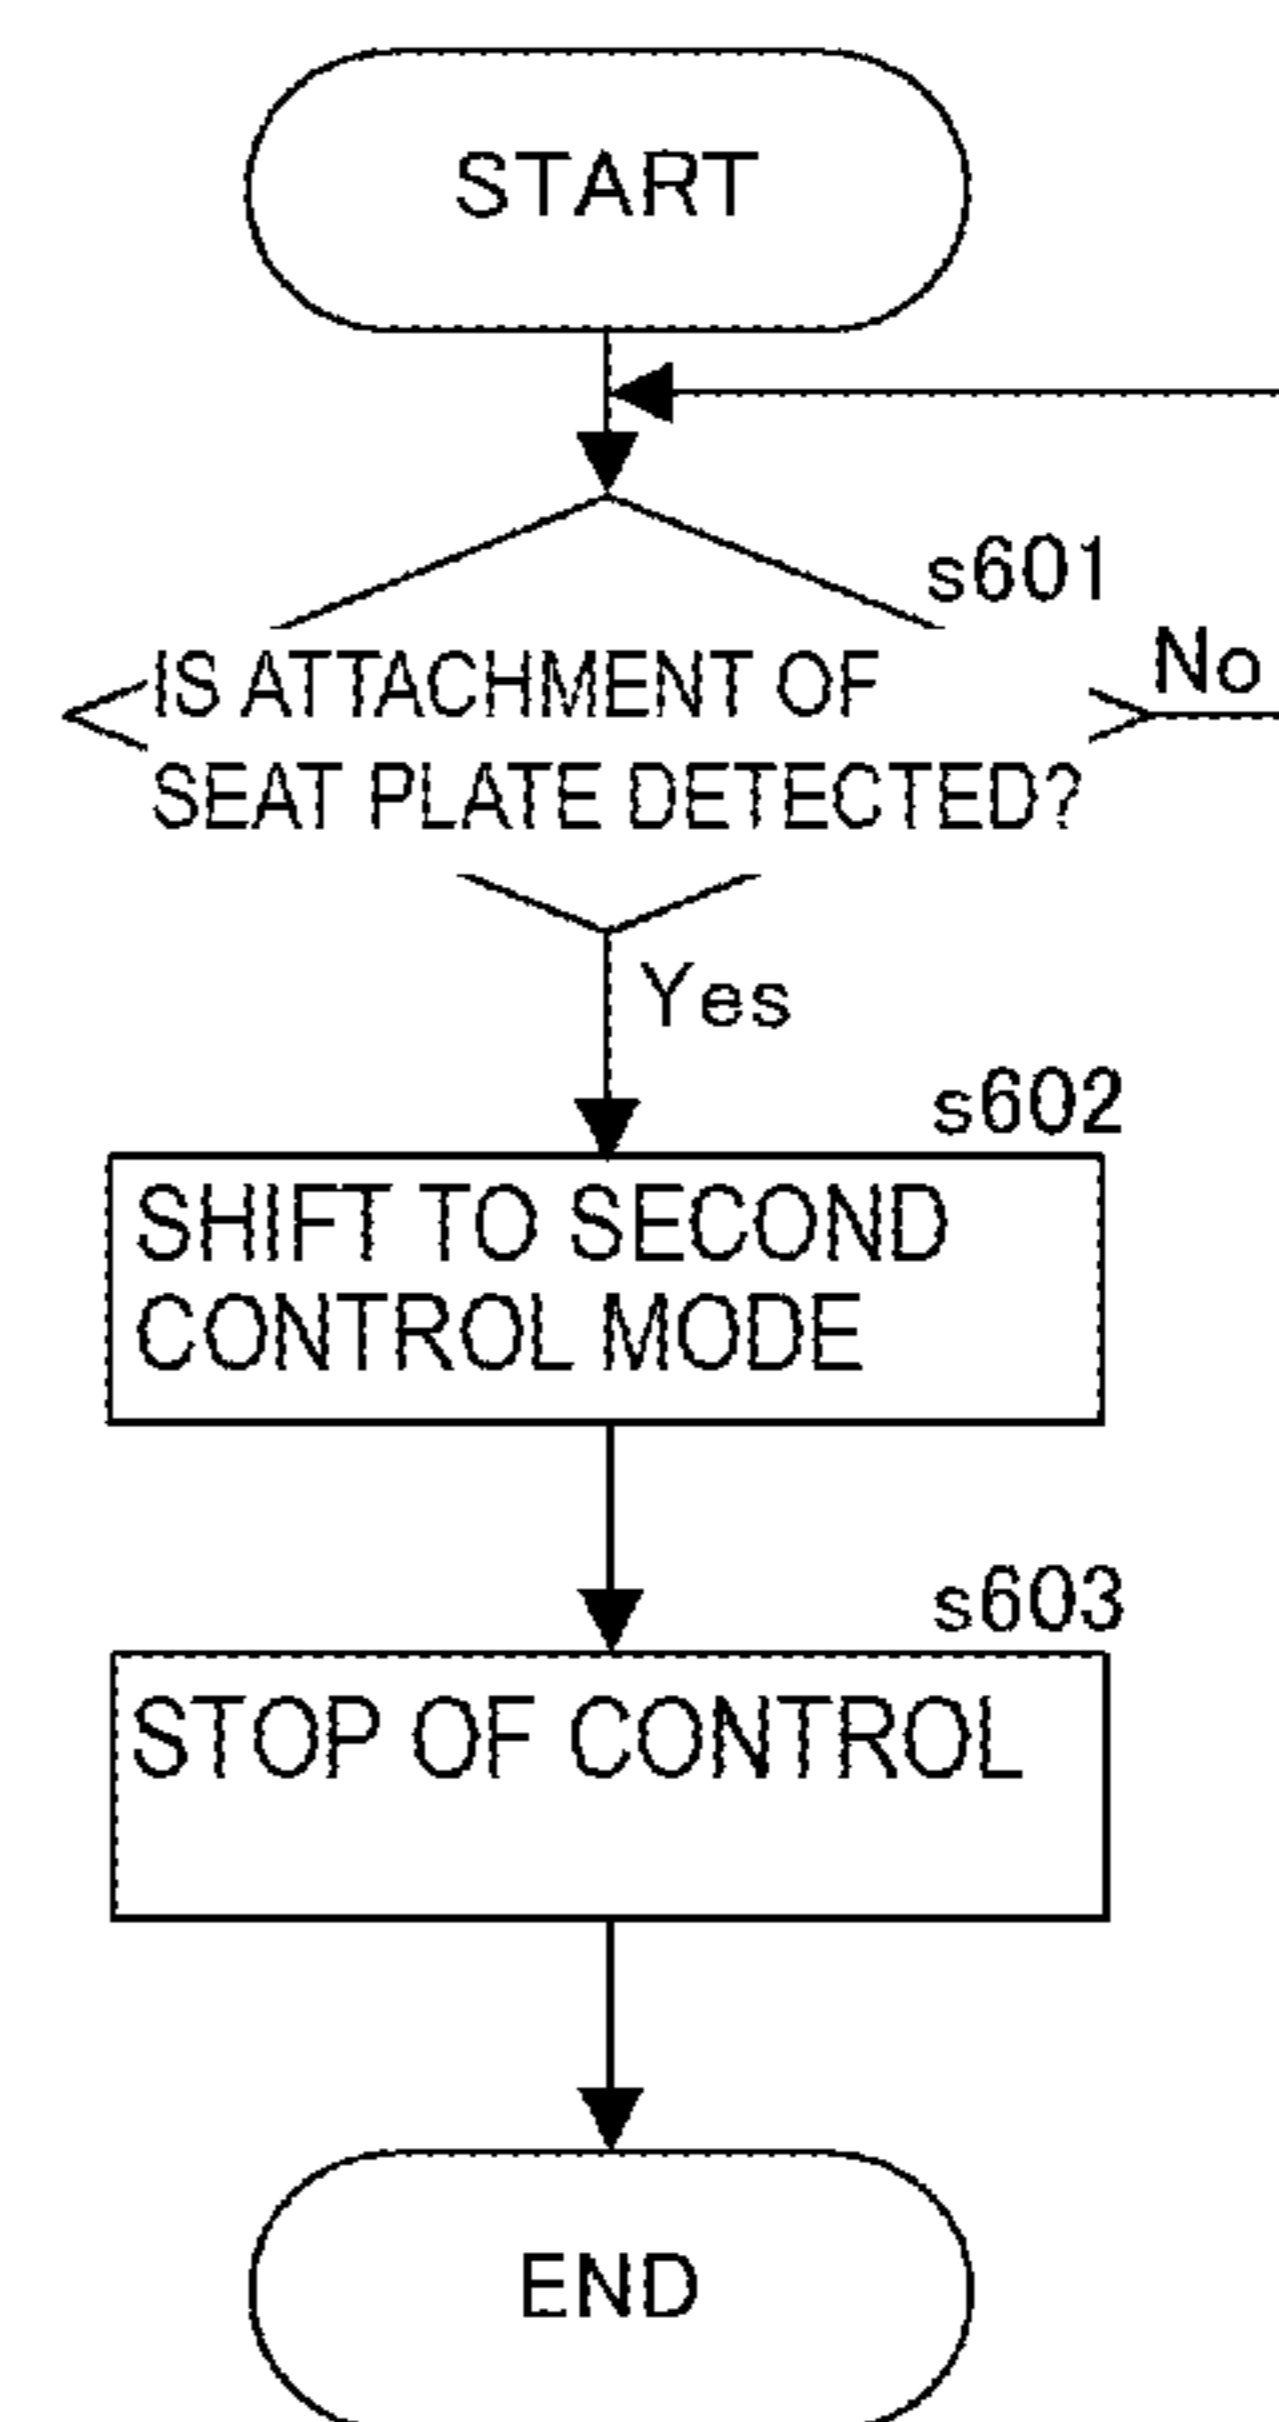 START
s601
No
IS ATTACHMENT OF
SEAT PLATE DETECTED?
Yes
s602
SHIFT TO SECOND
CONTROL MODE
s603
STOP OF CONTROL
END